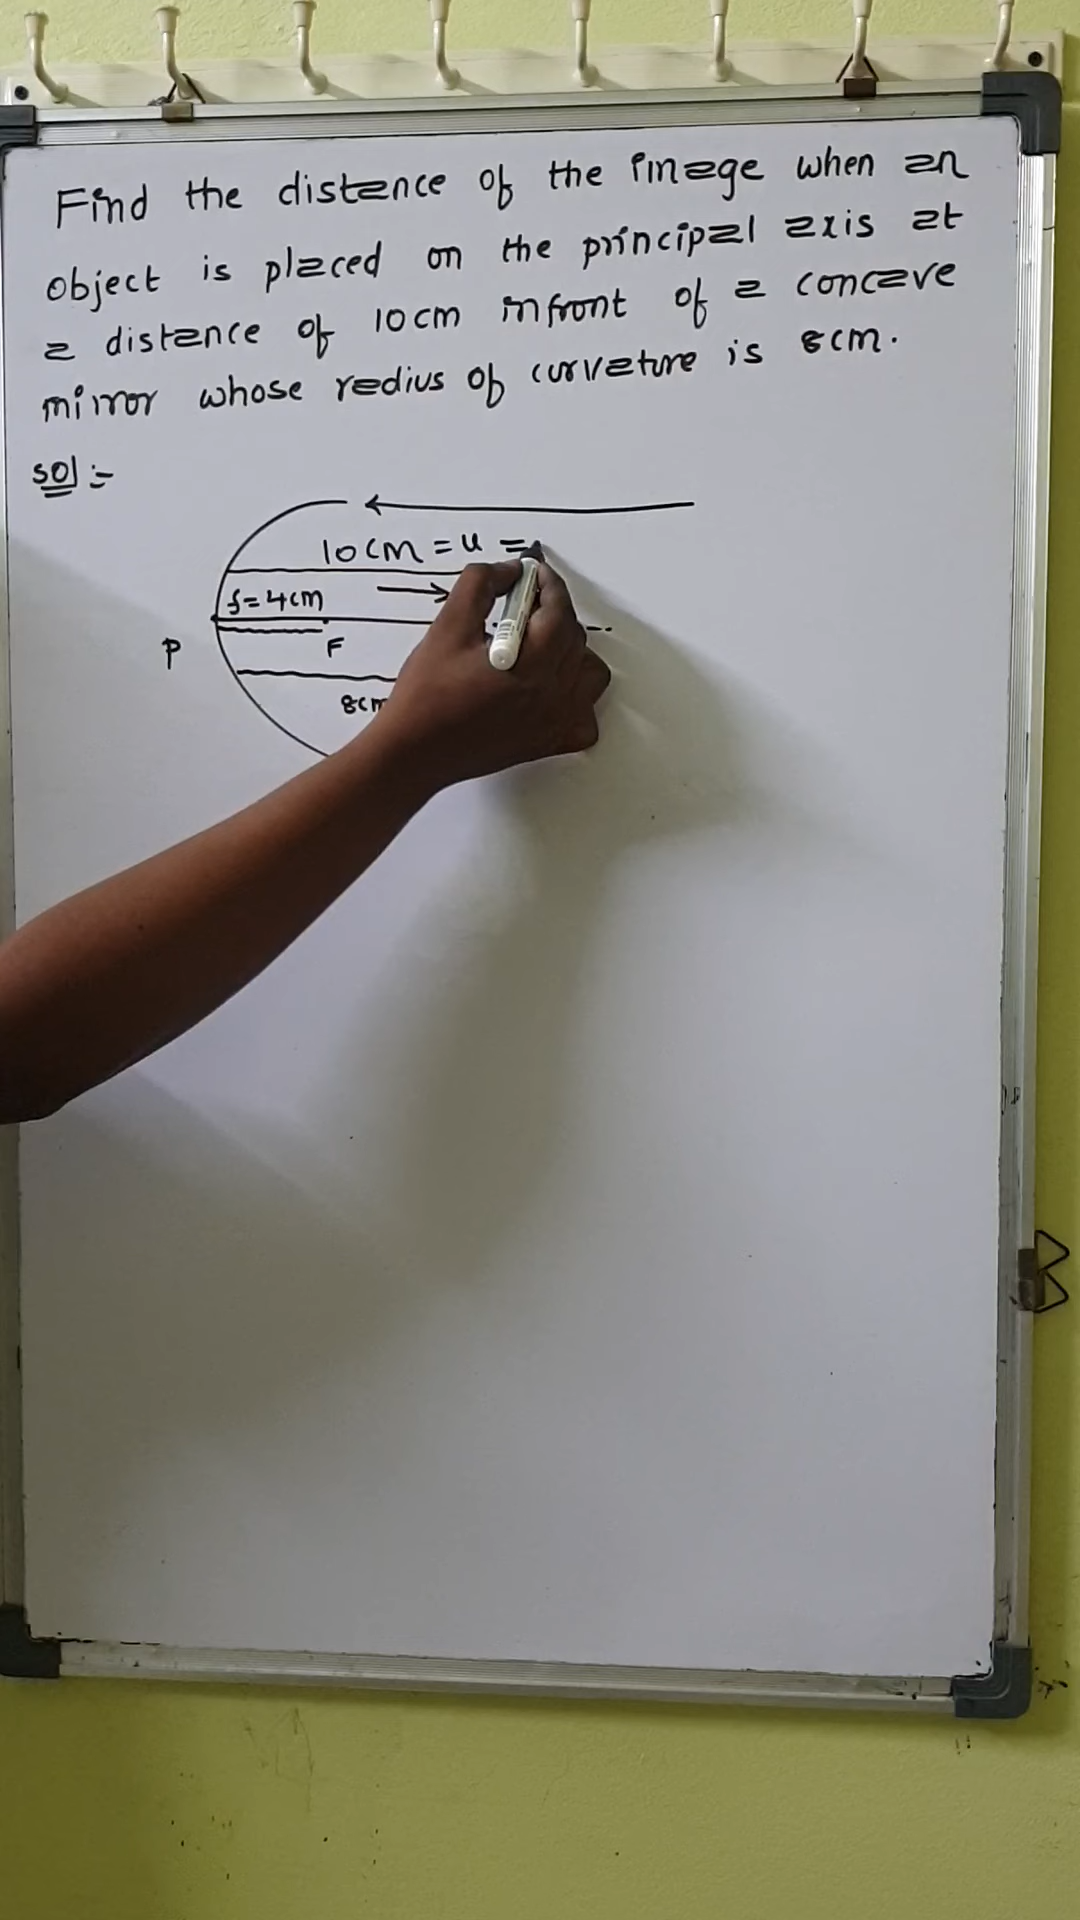 Find the distance of the image when an
object is placed on the principal axis at
a distance of 10cm infront of a concave
mirror whose radius of curvature is 8cm.
Sol :-
10cm = u =
f=4cm
P
F
8cm